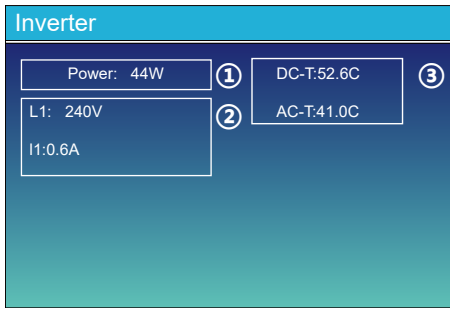 Inverter
Power: 44W
①
L1: 240V
I1:0.6A
②
DC-T:52.6C
AC-T:41.0C
③